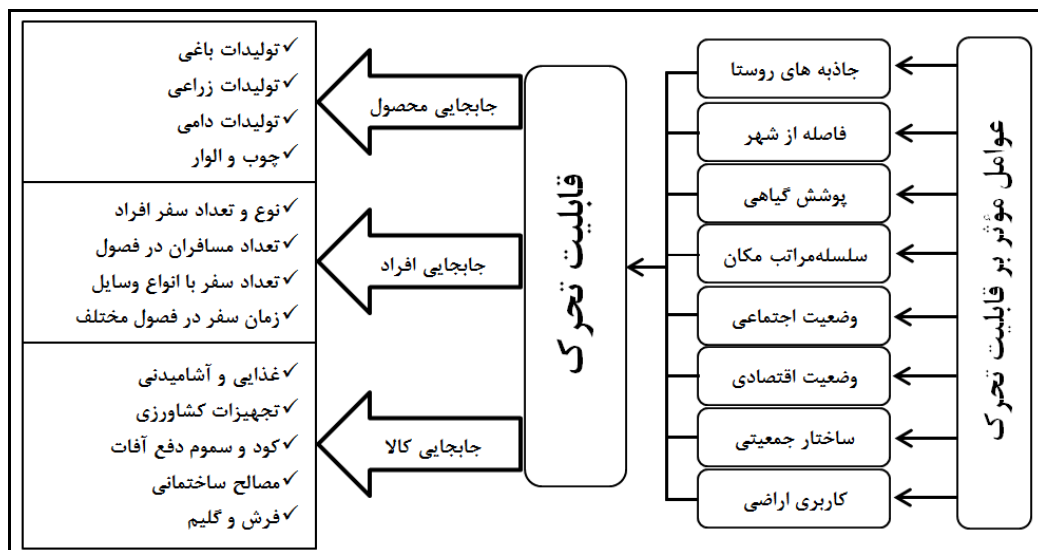 عوامل مؤثر بر قابلیت تحرک
جاذبه های روستا
فاصله از شهر
پوشش گیاهی
سلسله‌مراتب مکان
وضعیت اجتماعی
وضعیت اقتصادی
ساختار جمعیتی
کاربری اراضی
قابلیت تحرک
جابجایی محصول
✓ تولیدات باغی
✓ تولیدات زراعی
✓ تولیدات دامی
✓ چوب و الوار
جابجایی افراد
✓ نوع و تعداد سفر افراد
✓ تعداد مسافران در فصول
✓ تعداد سفر با انواع وسایل
✓ زمان سفر در فصول مختلف
جابجایی کالا
✓ غذایی و آشامیدنی
✓ تجهیزات کشاورزی
✓ کود و سموم دفع آفات
✓ مصالح ساختمانی
✓ فرش و گلیم